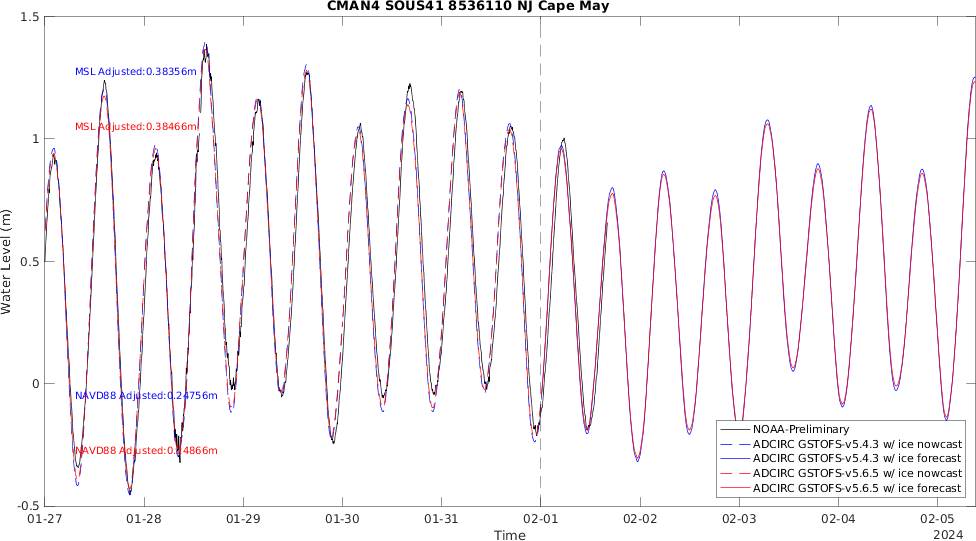 CMAN4 SOUS41 8536110 NJ Cape May
1.5
1
0.5
0
-0.5
Water Level (m)
MSL Adjusted:0.38356m
MSL Adjusted:0.38466m
NAVD88 Adjusted:0.24756m
NAVD88 Adjusted:0.24866m
NOAA-Preliminary
ADCIRC GSTOFS-v5.4.3 w/ ice nowcast
ADCIRC GSTOFS-v5.4.3 w/ ice forecast
ADCIRC GSTOFS-v5.6.5 w/ ice nowcast
ADCIRC GSTOFS-v5.6.5 w/ ice forecast
01-27 01-28 01-29 01-30 01-31 02-01 02-02 02-03 02-04 02-05
Time
2024